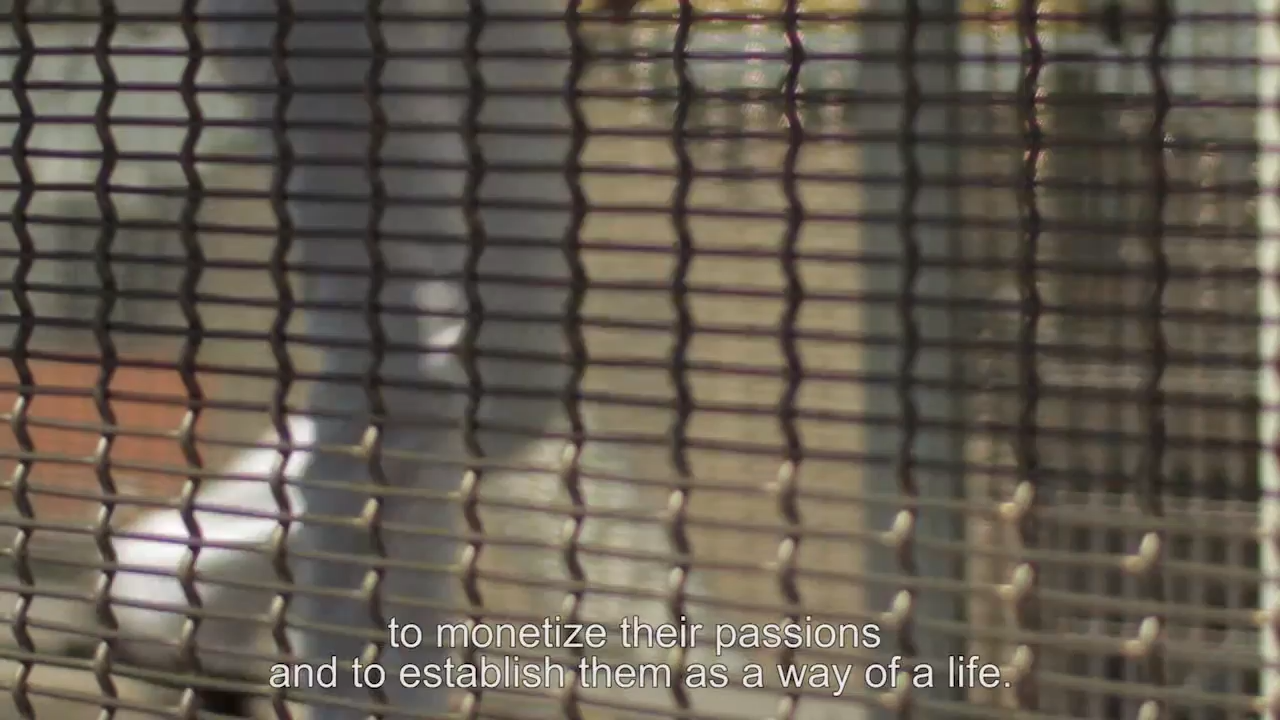 to monetize their passions
and to establish them as a way of a life.